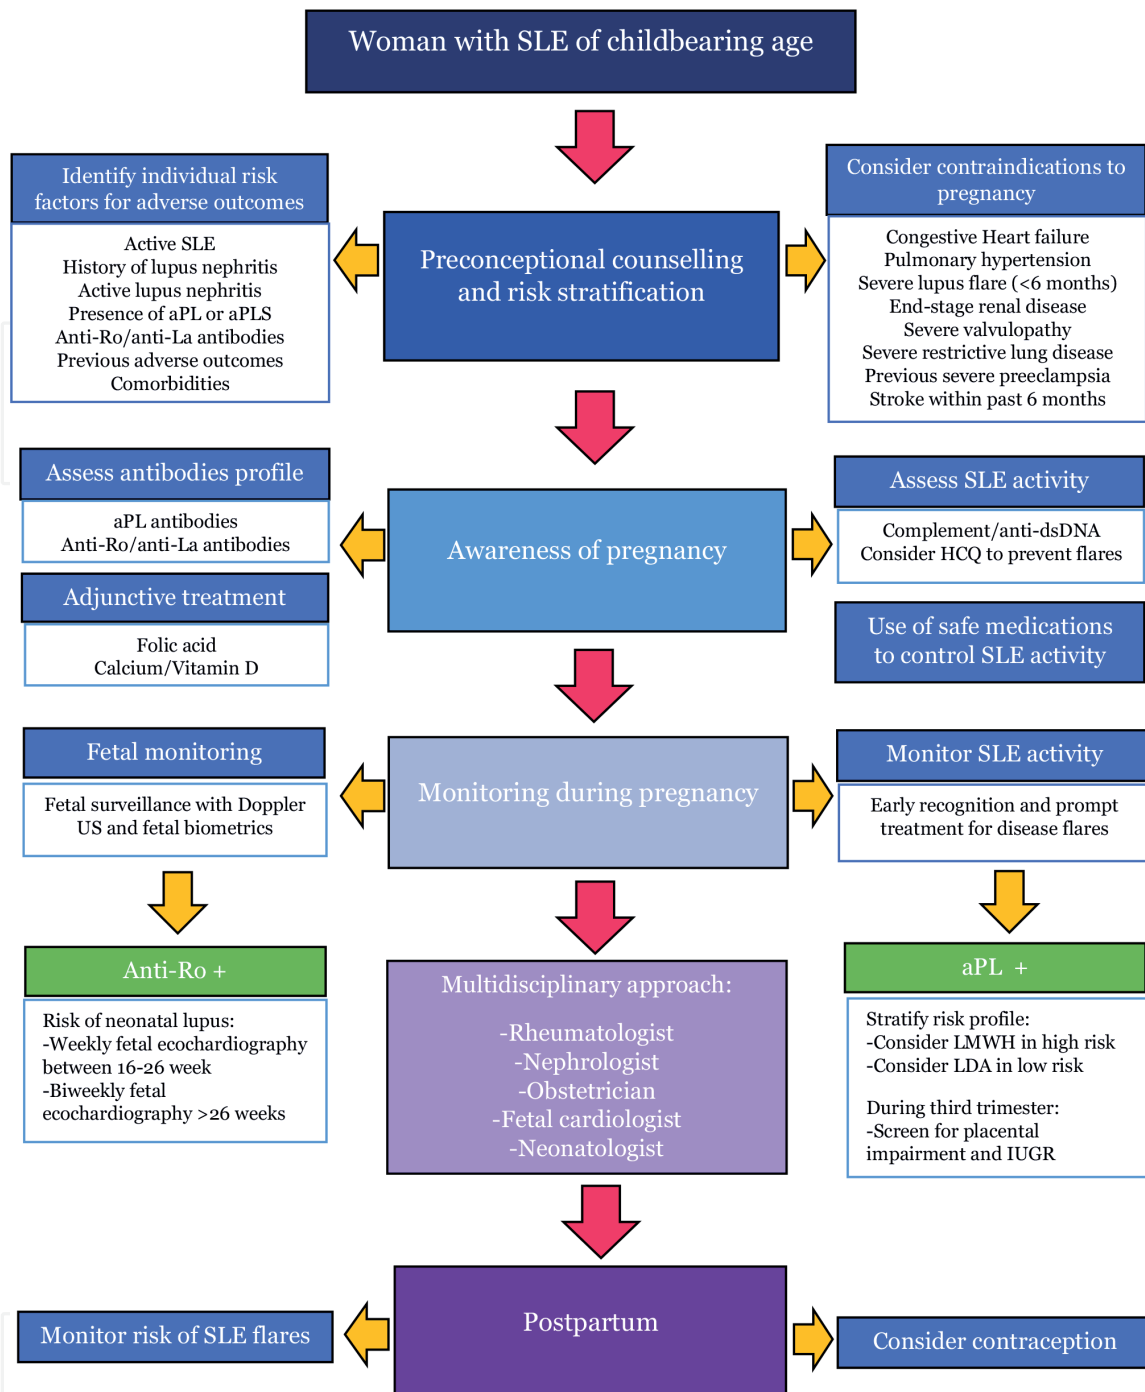 Woman with SLE of childbearing age
Identify individual risk
factors for adverse outcomes
Active SLE
History of lupus nephritis
Active lupus nephritis
Presence of aPL or aPLS
Anti-Ro/anti-La antibodies
Previous adverse outcomes
Comorbidities
Preconceptional counselling
and risk stratification
Consider contraindications to
pregnancy
Congestive Heart failure
Pulmonary hypertension
Severe lupus flare (<6 months)
End-stage renal disease
Severe valvulopathy
Severe restrictive lung disease
Previous severe preeclampsia
Stroke within past 6 months
Assess antibodies profile
aPL antibodies
Anti-Ro/anti-La antibodies
Adjunctive treatment
Folic acid
Calcium/Vitamin D
Awareness of pregnancy
Assess SLE activity
Complement/anti-dsDNA
Consider HCQ to prevent flares
Use of safe medications
to control SLE activity
Fetal monitoring
Fetal surveillance with Doppler
US and fetal biometrics
Monitoring during pregnancy
Monitor SLE activity
Early recognition and prompt
treatment for disease flares
Anti-Ro +
Risk of neonatal lupus:
-Weekly fetal ecochardiography
between 16-26 week
-Biweekly fetal
ecochardiography >26 weeks
Multidisciplinary approach:
-Rheumatologist
-Nephrologist
-Obstetrician
-Fetal cardiologist
-Neonatologist
aPL +
Stratify risk profile:
-Consider LMWH in high risk
-Consider LDA in low risk
During third trimester:
-Screen for placental
impairment and IUGR
Monitor risk of SLE flares
Postpartum
Consider contraception